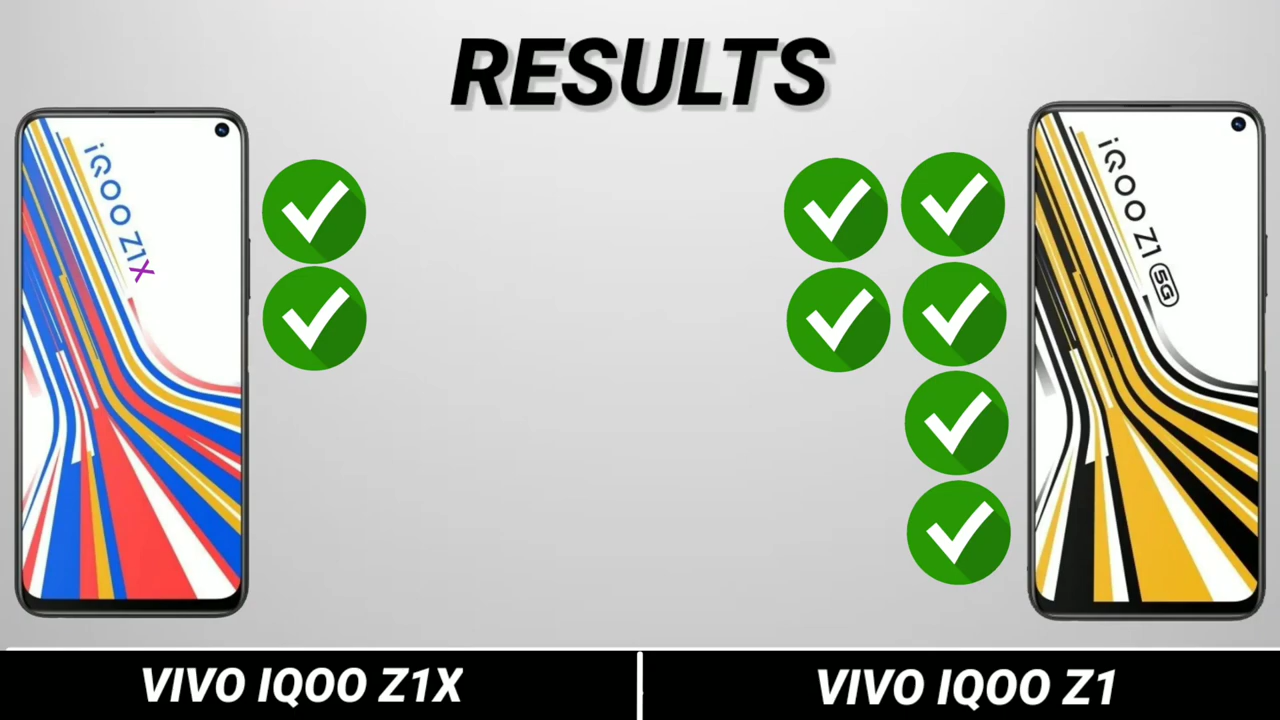 RESULTS
iQOO Z1X
iQOO Z1 5G
VIVO IQOO Z1X
VIVO IQOO Z1